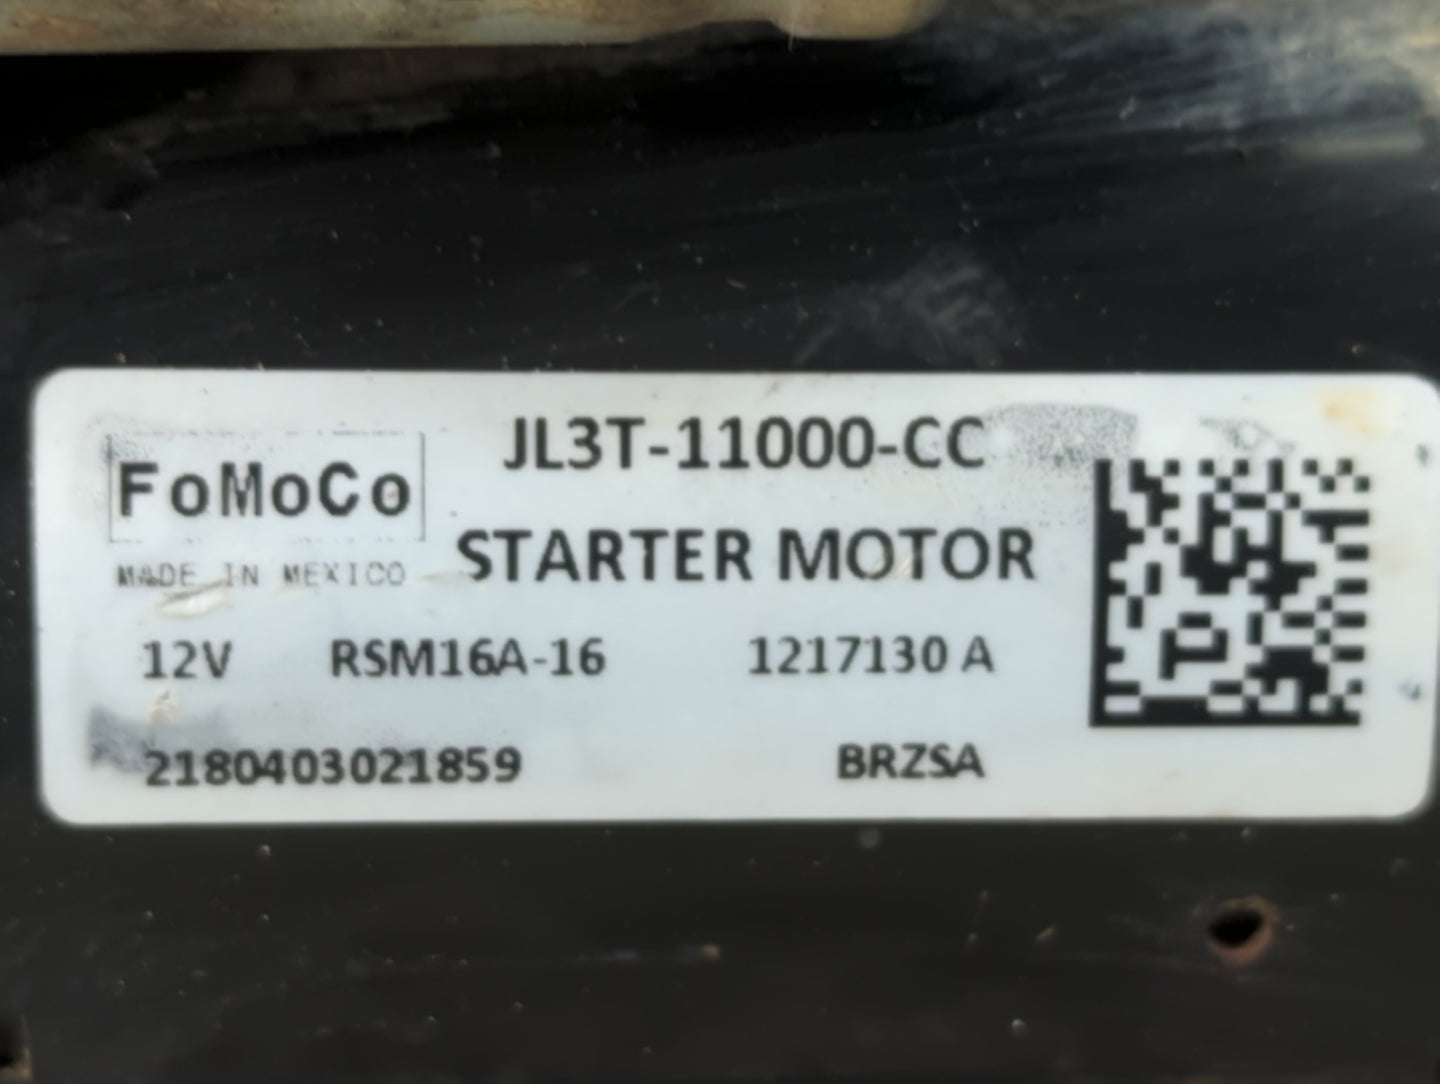 JL3T-11000-CC
FoMoCo
STARTER MOTOR
MADE IN MEXICO
12V RSM16A-16 1217130 A
2180403021859 BRZSA